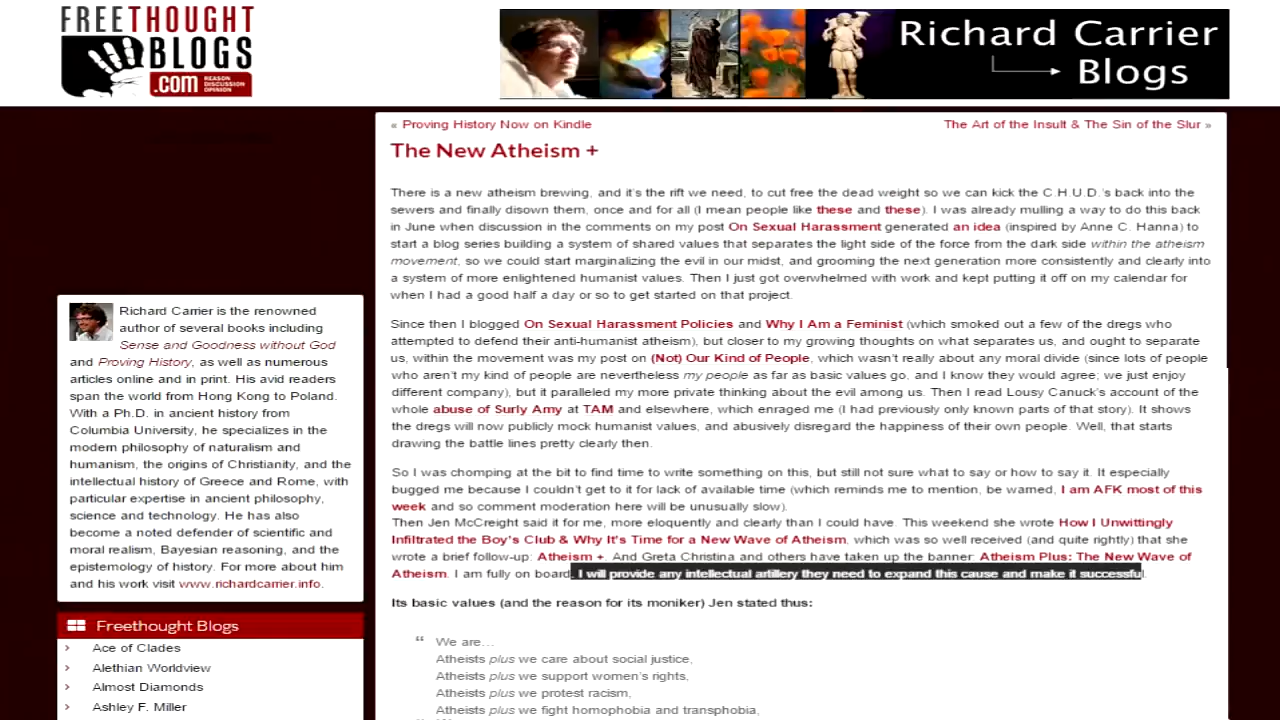 FREETHOUGHT
BLOGS
.COM REASON
DISCUSSION
OPINION
Richard Carrier
Blogs
« Proving History Now on Kindle
The Art of the Insult & The Sin of the Slur »
The New Atheism +
There is a new atheism brewing, and it's the rift we need, to cut free the dead weight so we can kick the C.H.U.D.'s back into the
sewers and finally disown them, once and for all (I mean people like these and these). I was already mulling a way to do this back
in June when discussion in the comments on my post On Sexual Harassment generated an idea (inspired by Anne C. Hanna) to
start a blog series building a system of shared values that separates the light side of the force from the dark side within the atheism
movement, so we could start marginalizing the evil in our midst, and grooming the next generation more consistently and clearly into
a system of more enlightened humanist values. Then I just got overwhelmed with work and kept putting it off on my calendar for
when I had a good half a day or so to get started on that project.
Since then I blogged On Sexual Harassment Policies and Why I Am a Feminist (which smoked out a few of the dregs who
attempted to defend their anti-humanist atheism), but closer to my growing thoughts on what separates us, and ought to separate
us, within the movement was my post on (Not) Our Kind of People, which wasn't really about any moral divide (since lots of people
who aren't my kind of people are nevertheless my people as far as basic values go, and I know they would agree; we just enjoy
different company), but it paralleled my more private thinking about the evil among us. Then I read Lousy Canuck's account of the
whole abuse of Surly Amy at TAM and elsewhere, which enraged me (I had previously only known parts of that story). It shows
the dregs will now publicly mock humanist values, and abusively disregard the happiness of their own people. Well, that starts
drawing the battle lines pretty clearly then.
So I was chomping at the bit to find time to write something on this, but still not sure what to say or how to say it. It especially
bugged me because I couldn't get to it for lack of available time (which reminds me to mention, be warned, I am AFK most of this
week and so comment moderation here will be unusually slow).
Then Jen McCreight said it for me, more eloquently and clearly than I could have. This weekend she wrote How I Unwittingly
Infiltrated the Boy's Club & Why It's Time for a New Wave of Atheism, which was so well received (and quite rightly) that she
wrote a brief follow-up: Atheism +. And Greta Christina and others have taken up the banner: Atheism Plus: The New Wave of
Atheism. I am fully on board. I will provide any intellectual artillery they need to expand this cause and make it successful.
Its basic values (and the reason for its moniker) Jen stated thus:
“ We are…
Atheists plus we care about social justice,
Atheists plus we support women's rights,
Atheists plus we protest racism,
Atheists plus we fight homophobia and transphobia,
Richard Carrier is the renowned
author of several books including
Sense and Goodness without God
and Proving History, as well as numerous
articles online and in print. His avid readers
span the world from Hong Kong to Poland.
With a Ph.D. in ancient history from
Columbia University, he specializes in the
modern philosophy of naturalism and
humanism, the origins of Christianity, and the
intellectual history of Greece and Rome, with
particular expertise in ancient philosophy,
science and technology. He has also
become a noted defender of scientific and
moral realism, Bayesian reasoning, and the
epistemology of history. For more about him
and his work visit www.richardcarrier.info.
Freethought Blogs
Ace of Clades
Alethian Worldview
Almost Diamonds
Ashley F. Miller